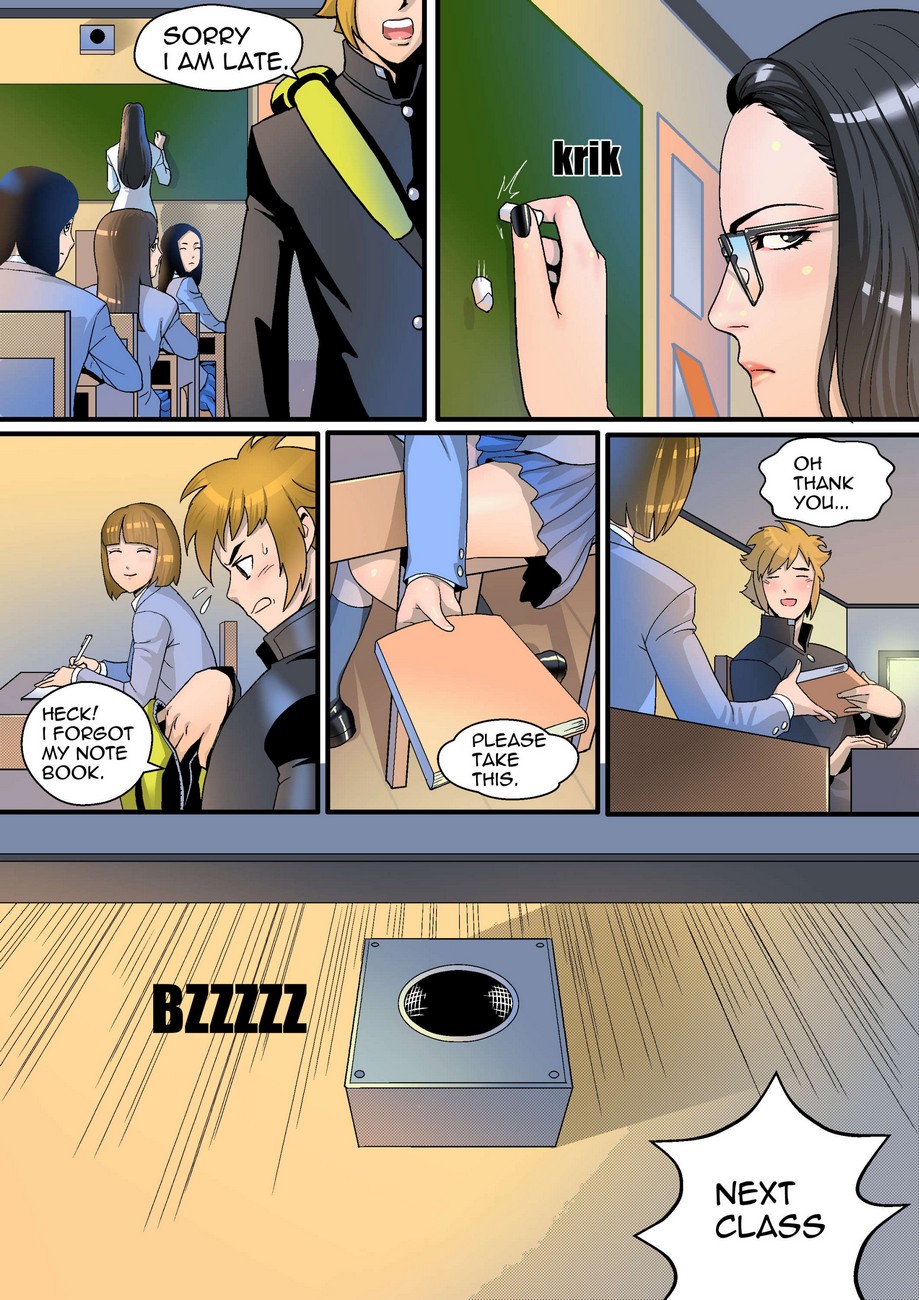 SORRY
I AM LATE.
krik
HECK!
I FORGOT
MY NOTE
BOOK.
PLEASE
TAKE
THIS.
OH
THANK
YOU...
BZZZZZ
NEXT
CLASS